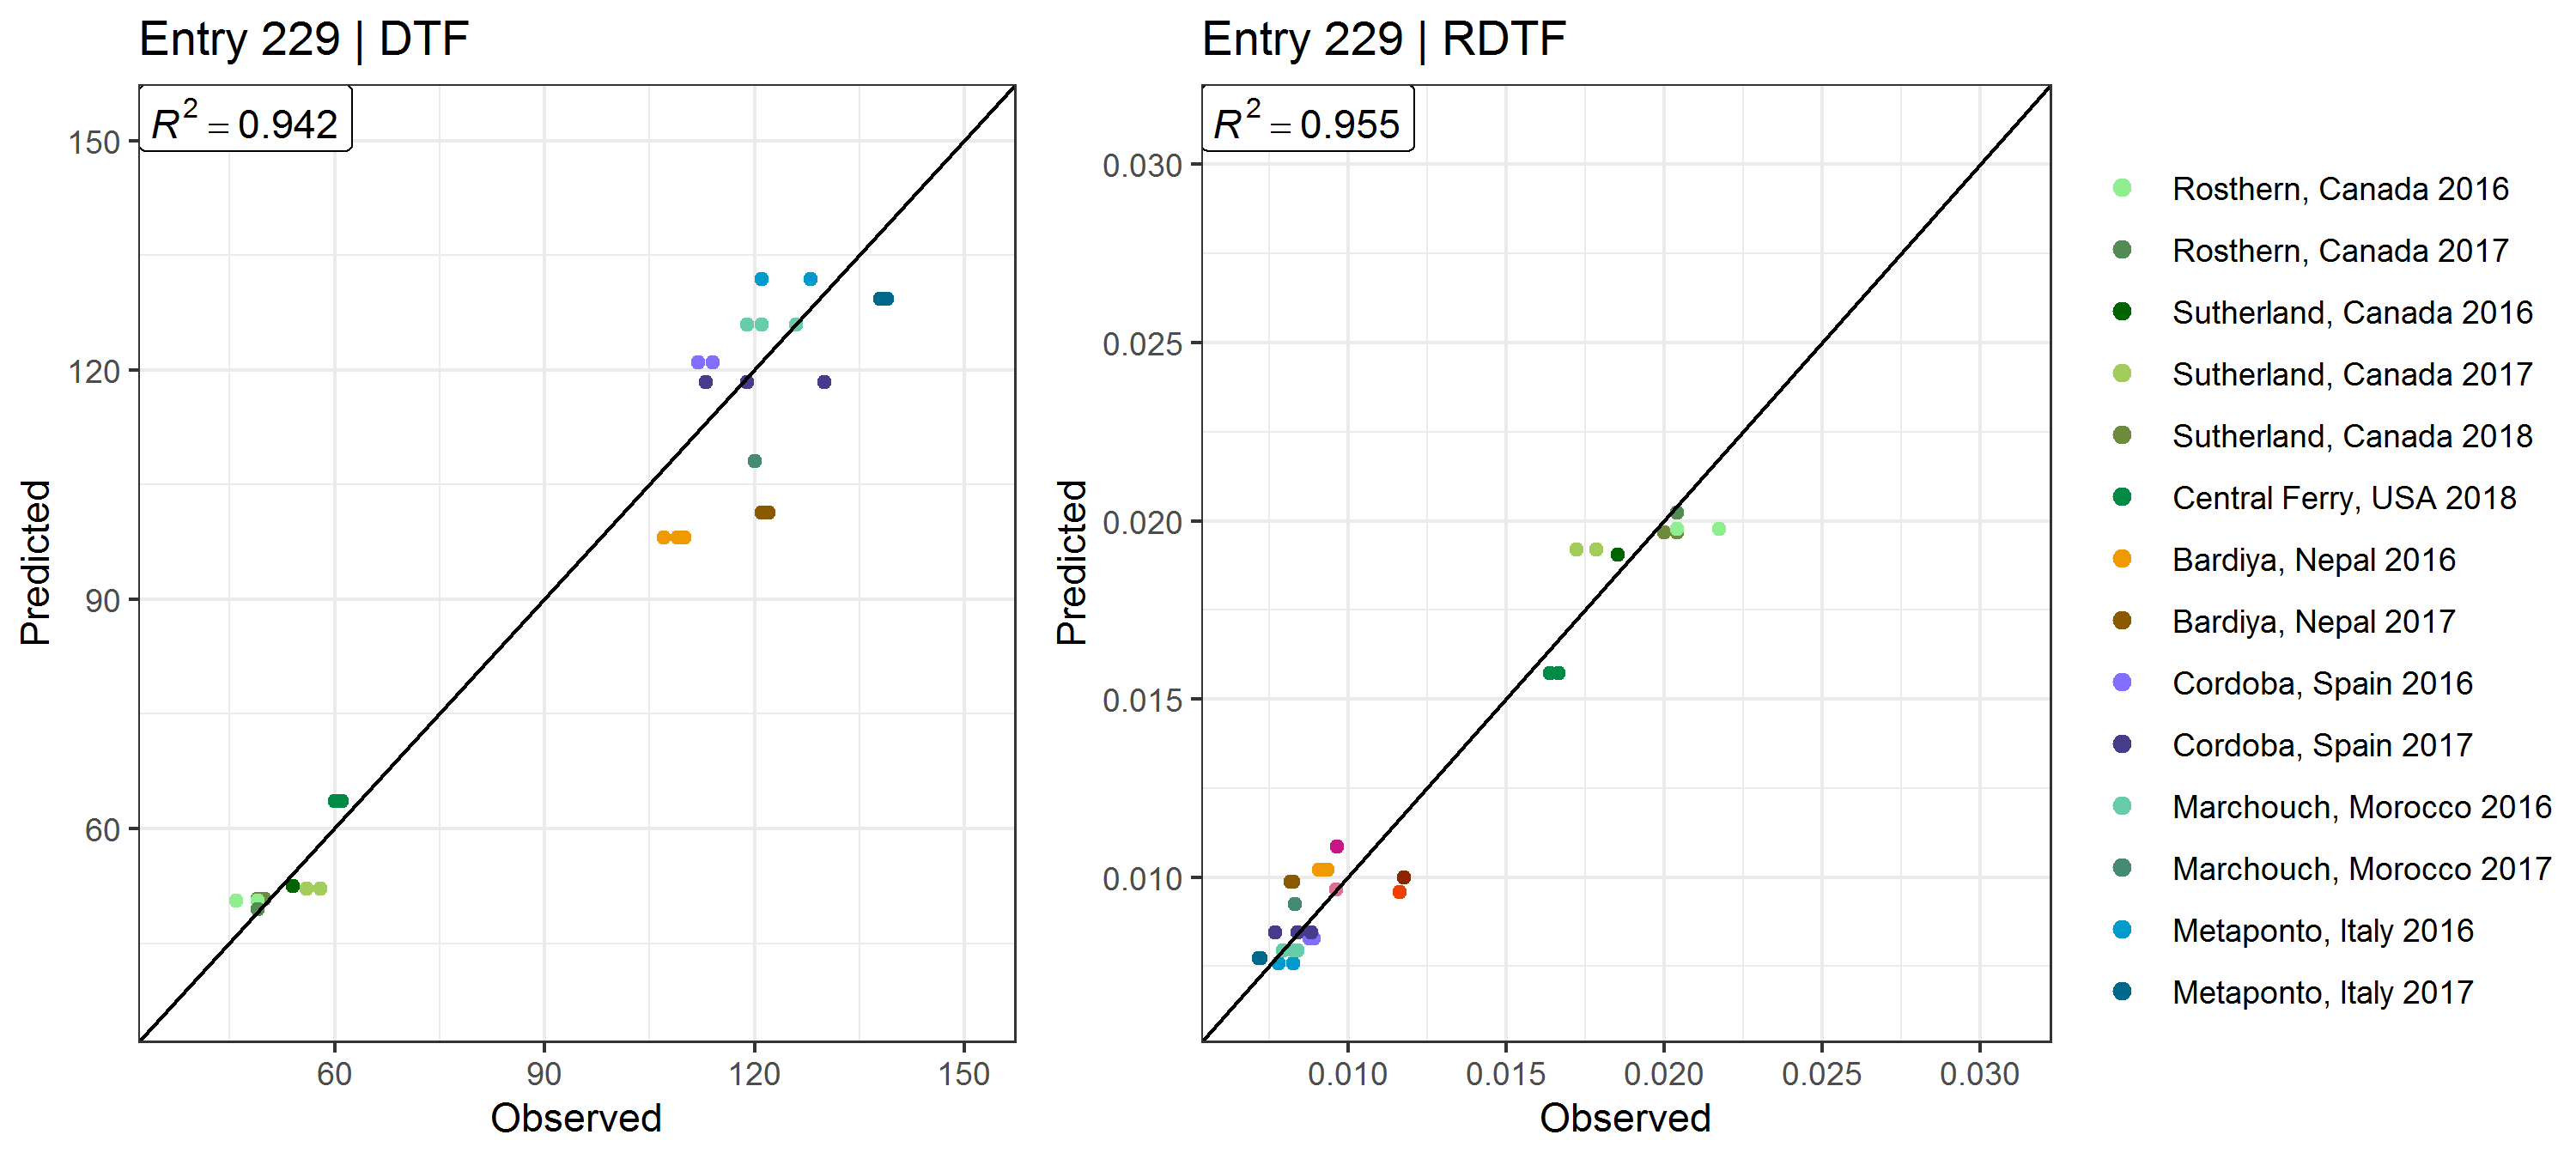 Entry 229 | DTF
R² = 0.942
150
120
90
60
Predicted
60 90 120 150
Observed
Entry 229 | RDTF
R² = 0.955
0.030
0.025
0.020
0.015
0.010
Predicted
0.010 0.015 0.020 0.025 0.030
Observed
Rosthern, Canada 2016
Rosthern, Canada 2017
Sutherland, Canada 2016
Sutherland, Canada 2017
Sutherland, Canada 2018
Central Ferry, USA 2018
Bardiya, Nepal 2016
Bardiya, Nepal 2017
Cordoba, Spain 2016
Cordoba, Spain 2017
Marchouch, Morocco 2016
Marchouch, Morocco 2017
Metaponto, Italy 2016
Metaponto, Italy 2017